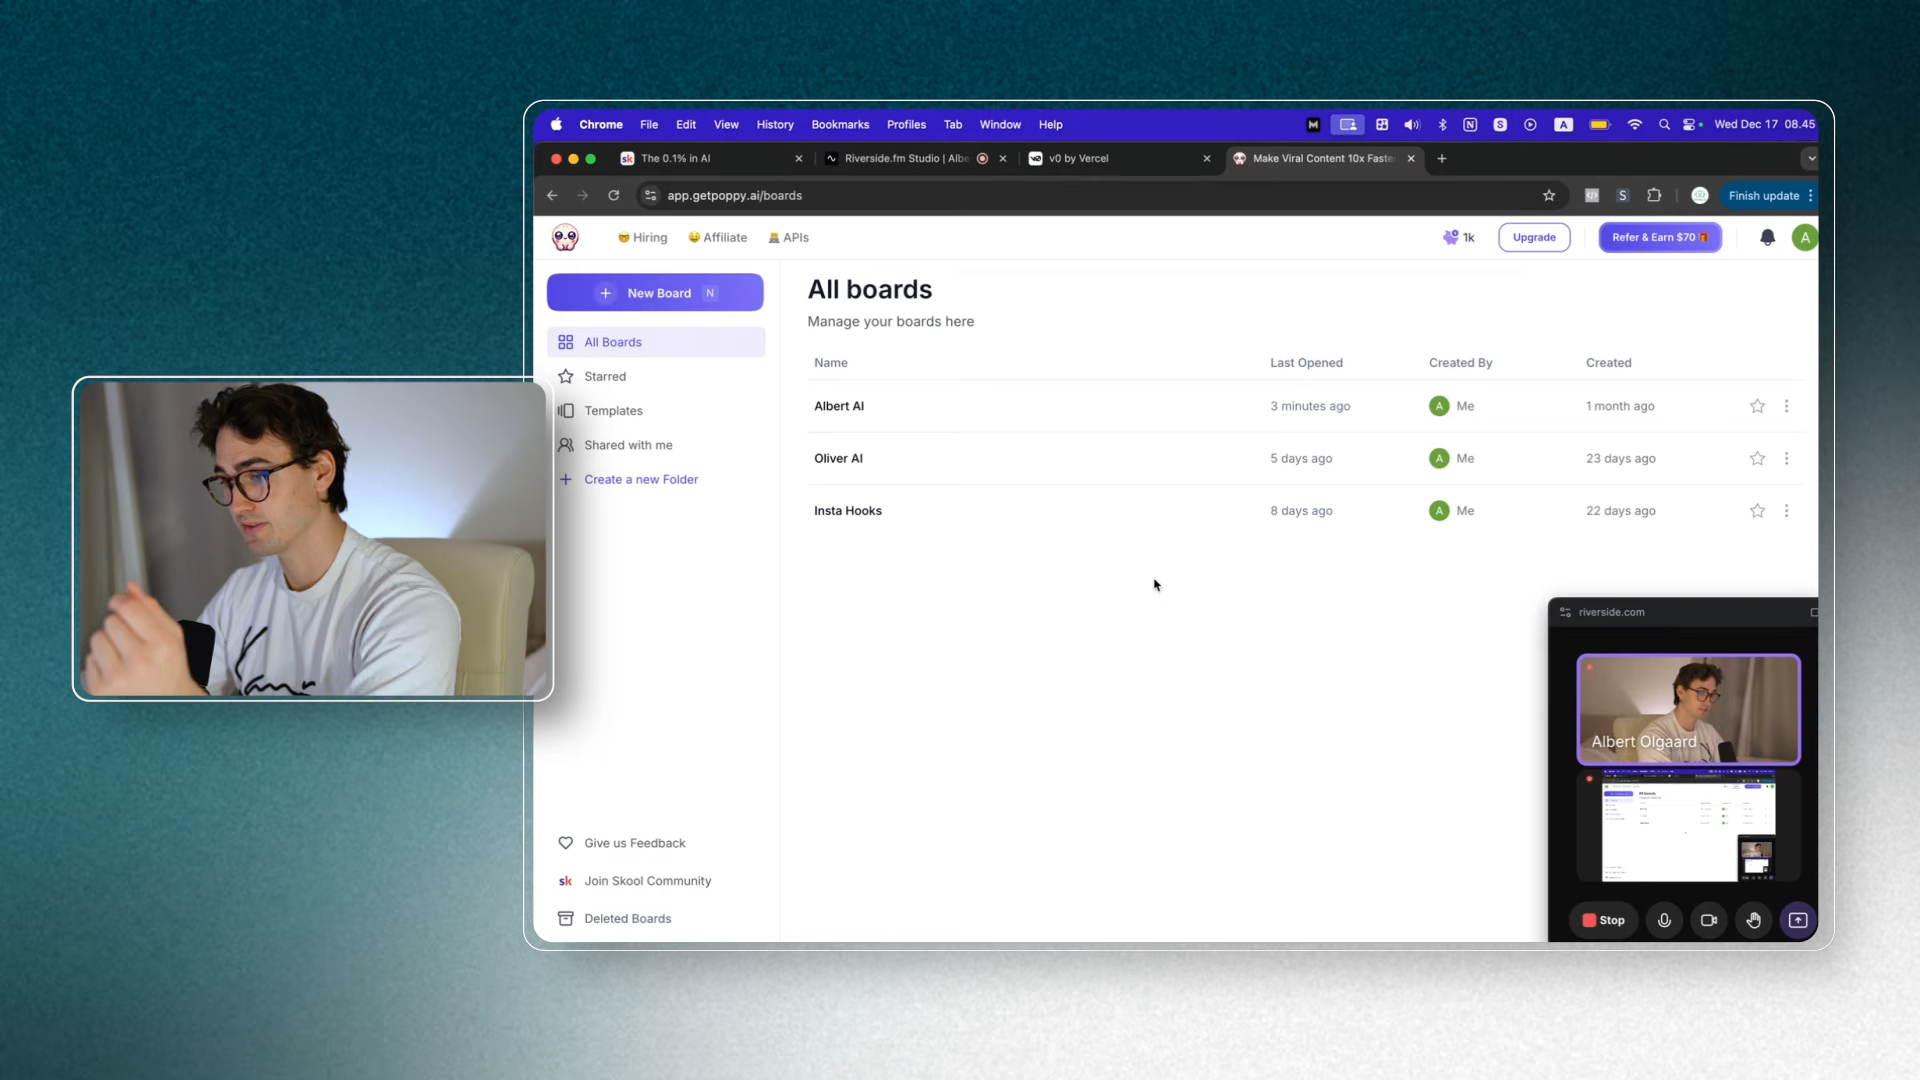 Chrome File Edit View History Bookmarks Profiles Tab Window Help
Wed Dec 17 08.45
The 0.1% in AI
Riverside.fm Studio | Albe
v0 by Vercel
Make Viral Content 10x Faste
app.getpoppy.ai/boards
Finish update
Hiring Affiliate APIs
1k
Upgrade
Refer & Earn $70
A
New Board N
All Boards
Starred
Templates
Shared with me
Create a new Folder
Give us Feedback
sk Join Skool Community
Deleted Boards
All boards
Manage your boards here
Name Last Opened Created By Created
Albert AI 3 minutes ago A Me 1 month ago
Oliver AI 5 days ago A Me 23 days ago
Insta Hooks 8 days ago A Me 22 days ago
riverside.com
Albert Olgaard
Stop